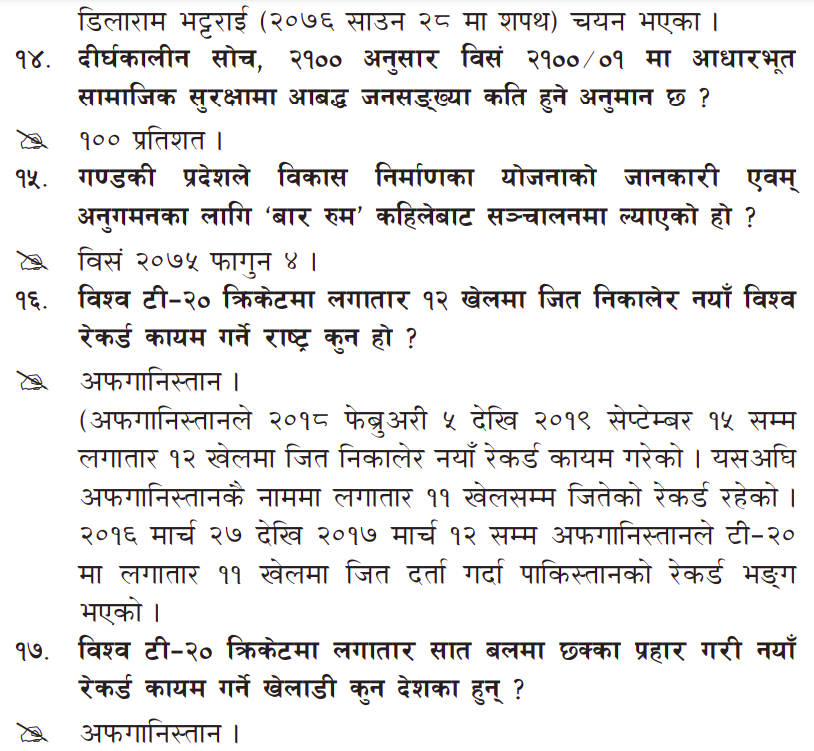 डिलाराम भट्टराई (२०७६ साउन २८ मा शपथ) चयन भएका ।
१४. दीर्घकालीन सोच, २१०० अनुसार विसं २१००/०१ मा आधारभूत
सामाजिक सुरक्षामा आबद्ध जनसङ्ख्या कति हुने अनुमान छ ?
१०० प्रतिशत ।
१५. गण्डकी प्रदेशले विकास निर्माणका योजनाको जानकारी एवम्
अनुगमनका लागि ‘बार रुम’ कहिलेबाट सञ्चालनमा ल्याएको हो ?
विसं २०७५ फागुन ४ ।
१६. विश्व टी–२० क्रिकेटमा लगातार १२ खेलमा जित निकालेर नयाँ विश्व
रेकर्ड कायम गर्ने राष्ट्र कुन हो ?
अफगानिस्तान ।
(अफगानिस्तानले २०१८ फेब्रुअरी ५ देखि २०१९ सेप्टेम्बर १५ सम्म
लगातार १२ खेलमा जित निकालेर नयाँ रेकर्ड कायम गरेको । यसअघि
अफगानिस्तानकै नाममा लगातार ११ खेलसम्म जितेको रेकर्ड रहेको ।
२०१६ मार्च २७ देखि २०१७ मार्च १२ सम्म अफगानिस्तानले टी–२०
मा लगातार ११ खेलमा जित दर्ता गर्दा पाकिस्तानको रेकर्ड भङ्ग
भएको ।
१७. विश्व टी–२० क्रिकेटमा लगातार सात बलमा छक्का प्रहार गरी नयाँ
रेकर्ड कायम गर्ने खेलाडी कुन देशका हुन् ?
अफगानिस्तान ।